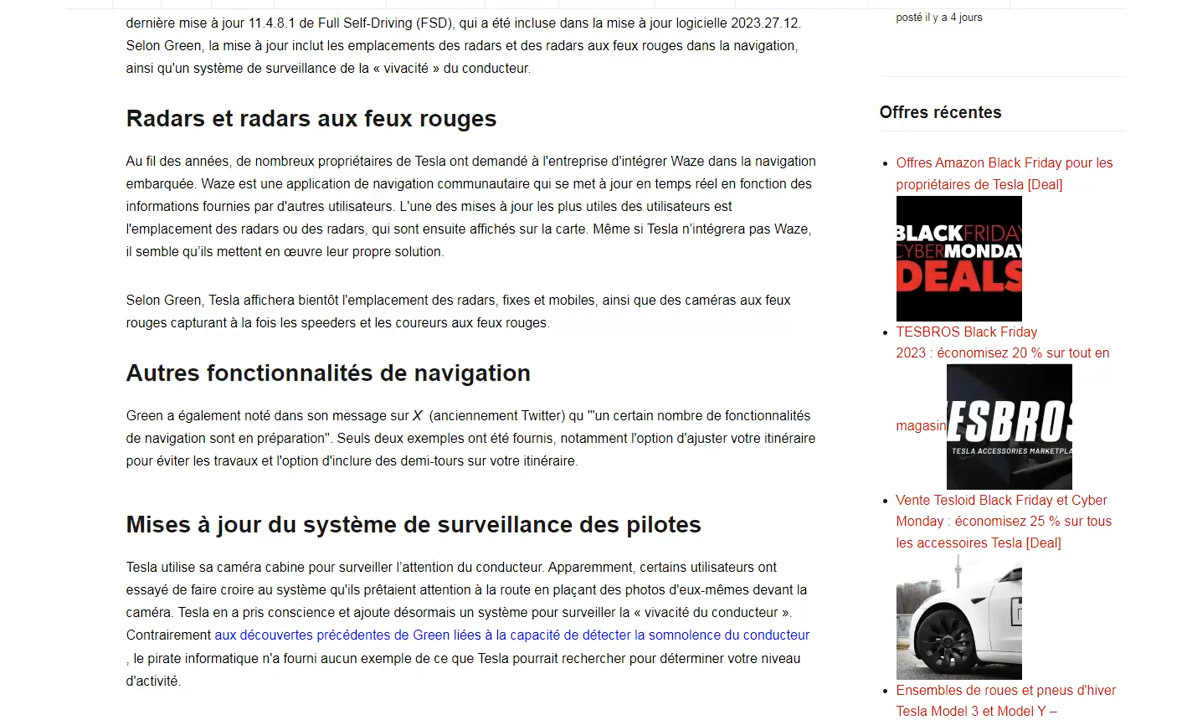 dernière mise à jour 11.4.8.1 de Full Self-Driving (FSD), qui a été incluse dans la mise à jour logicielle 2023.27.12.
Selon Green, la mise à jour inclut les emplacements des radars et des radars aux feux rouges dans la navigation,
ainsi qu'un système de surveillance de la « vivacité » du conducteur.
Radars et radars aux feux rouges
Au fil des années, de nombreux propriétaires de Tesla ont demandé à l'entreprise d'intégrer Waze dans la navigation
embarquée. Waze est une application de navigation communautaire qui se met à jour en temps réel en fonction des
informations fournies par d'autres utilisateurs. L'une des mises à jour les plus utiles des utilisateurs est
l'emplacement des radars ou des radars, qui sont ensuite affichés sur la carte. Même si Tesla n’intégrera pas Waze,
il semble qu’ils mettent en œuvre leur propre solution.
Selon Green, Tesla affichera bientôt l'emplacement des radars, fixes et mobiles, ainsi que des caméras aux feux
rouges capturant à la fois les speeders et les coureurs aux feux rouges.
Autres fonctionnalités de navigation
Green a également noté dans son message sur X (anciennement Twitter) qu '"un certain nombre de fonctionnalités
de navigation sont en préparation". Seuls deux exemples ont été fournis, notamment l'option d'ajuster votre itinéraire
pour éviter les travaux et l'option d'inclure des demi-tours sur votre itinéraire.
Mises à jour du système de surveillance des pilotes
Tesla utilise sa caméra cabine pour surveiller l’attention du conducteur. Apparemment, certains utilisateurs ont
essayé de faire croire au système qu'ils prêtaient attention à la route en plaçant des photos d'eux-mêmes devant la
caméra. Tesla en a pris conscience et ajoute désormais un système pour surveiller la « vivacité du conducteur ».
Contrairement aux découvertes précédentes de Green liées à la capacité de détecter la somnolence du conducteur
, le pirate informatique n'a fourni aucun exemple de ce que Tesla pourrait rechercher pour déterminer votre niveau
d'activité.
posté il y a 4 jours
Offres récentes
Offres Amazon Black Friday pour les
propriétaires de Tesla [Deal]
BLACKFRIDAY
CYBERMONDAY
DEALS
TESBROS Black Friday
2023 : économisez 20 % sur tout en
magasin
TESBROS
TESLA ACCESSORIES MARKETPLA
Vente Tesloid Black Friday et Cyber
Monday : économisez 25 % sur tous
les accessoires Tesla [Deal]
Ensembles de roues et pneus d'hiver
Tesla Model 3 et Model Y –